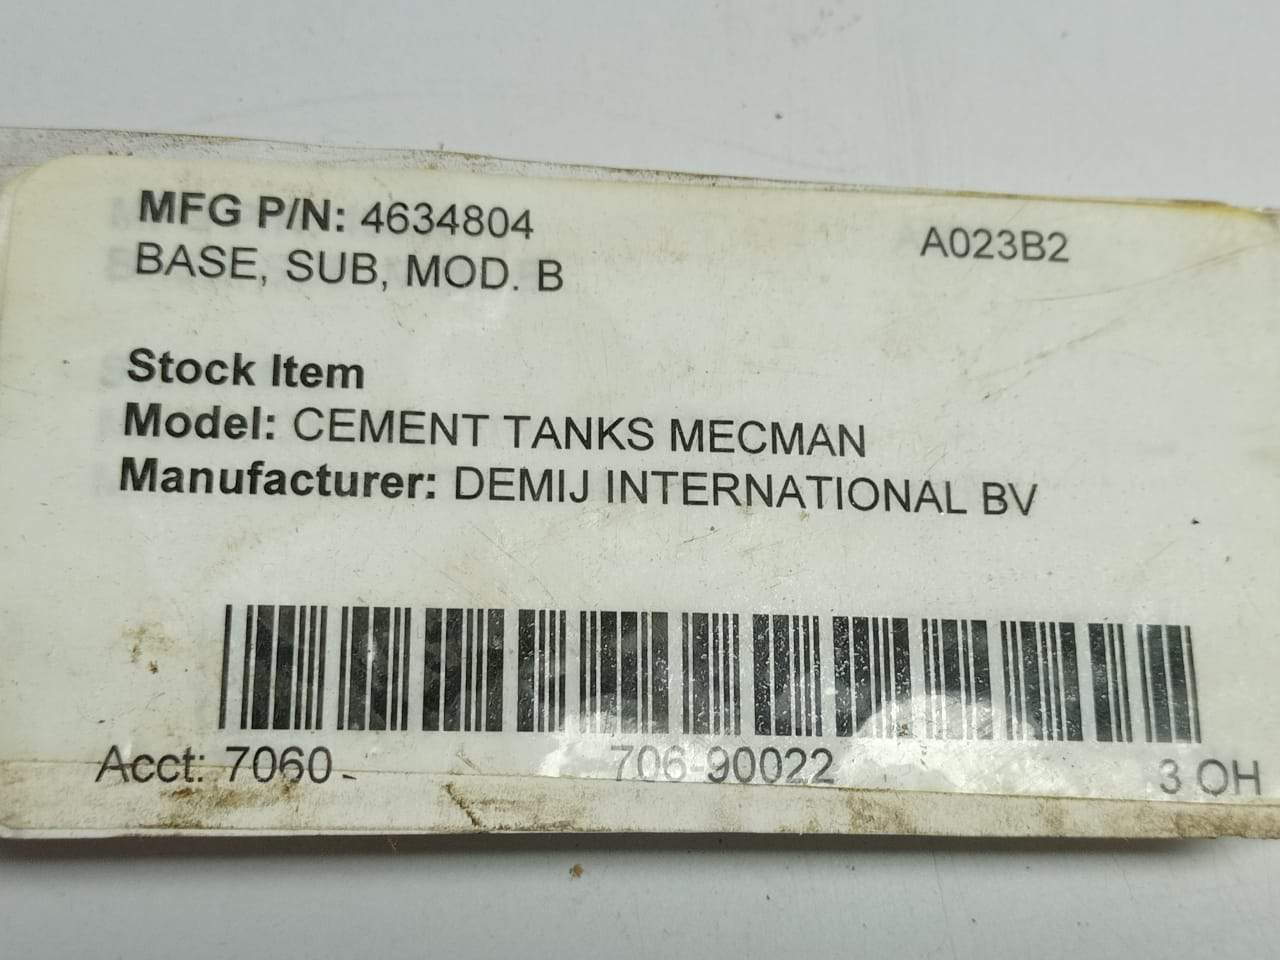 MFG P/N: 4634804 A023B2
BASE, SUB, MOD. B
Stock Item
Model: CEMENT TANKS MECMAN
Manufacturer: DEMIJ INTERNATIONAL BV
Acct: 7060 706-90022 3 OH